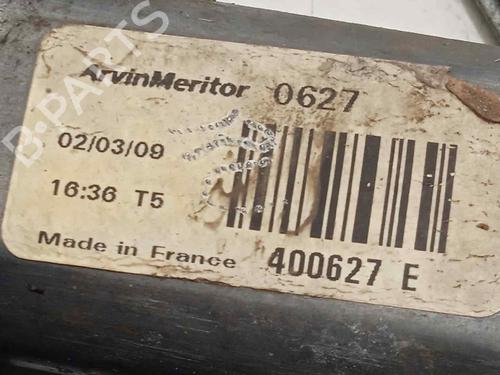 B-PARTS
ArvinMeritor 0627
02/03/09
16:36 T5
Made in France 400627 E